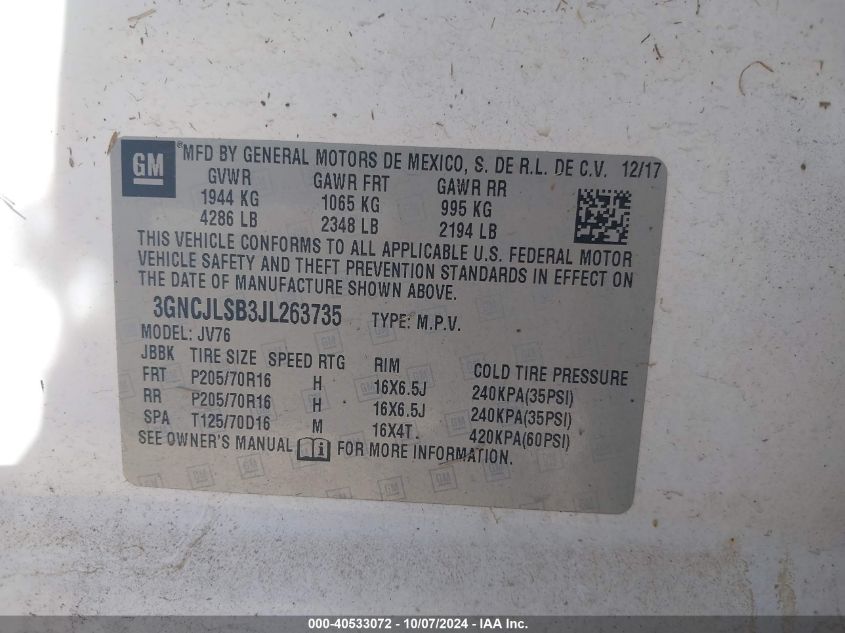 GM ®MFD BY GENERAL MOTORS DE MEXICO, S. DE R.L. DE C.V. 12/17
GVWR GAWR FRT GAWR RR
1944 KG 1065 KG 995 KG
4286 LB 2348 LB 2194 LB
THIS VEHICLE CONFORMS TO ALL APPLICABLE U.S. FEDERAL MOTOR
VEHICLE SAFETY AND THEFT PREVENTION STANDARDS IN EFFECT ON
THE DATE OF MANUFACTURE SHOWN ABOVE.
3GNCJLSB3JL263735 TYPE: M.P.V.
MODEL: JV76
JBBK TIRE SIZE SPEED RTG RIM COLD TIRE PRESSURE
FRT P205/70R16 H 16X6.5J 240KPA(35PSI)
RR P205/70R16 H 16X6.5J 240KPA(35PSI)
SPA T125/70D16 M 16X4T 420KPA(60PSI)
SEE OWNER'S MANUAL FOR MORE INFORMATION.
000-40533072 - 10/07/2024 - IAA Inc.